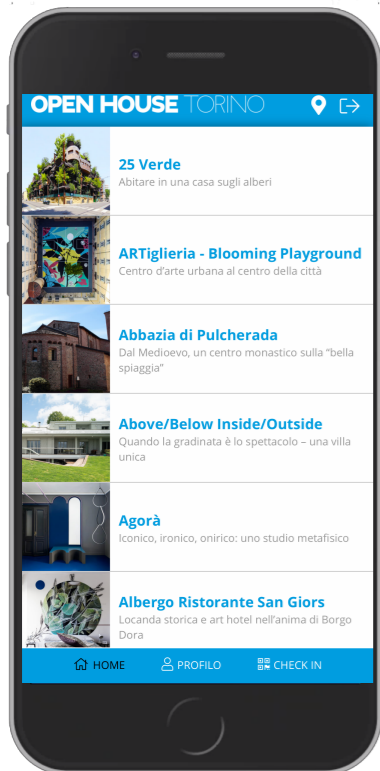 OPEN HOUSE TORINO
25 Verde
Abitare in una casa sugli alberi
ARTiglieria - Blooming Playground
Centro d'arte urbana al centro della città
Abbazia di Pulcherada
Dal Medioevo, un centro monastico sulla “bella
spiaggia”
Above/Below Inside/Outside
Quando la gradinata è lo spettacolo – una villa
unica
Agorà
Iconico, ironico, onirico: uno studio metafisico
Albergo Ristorante San Giors
Locanda storica e art hotel nell'anima di Borgo
Dora
HOME PROFILO CHECK IN